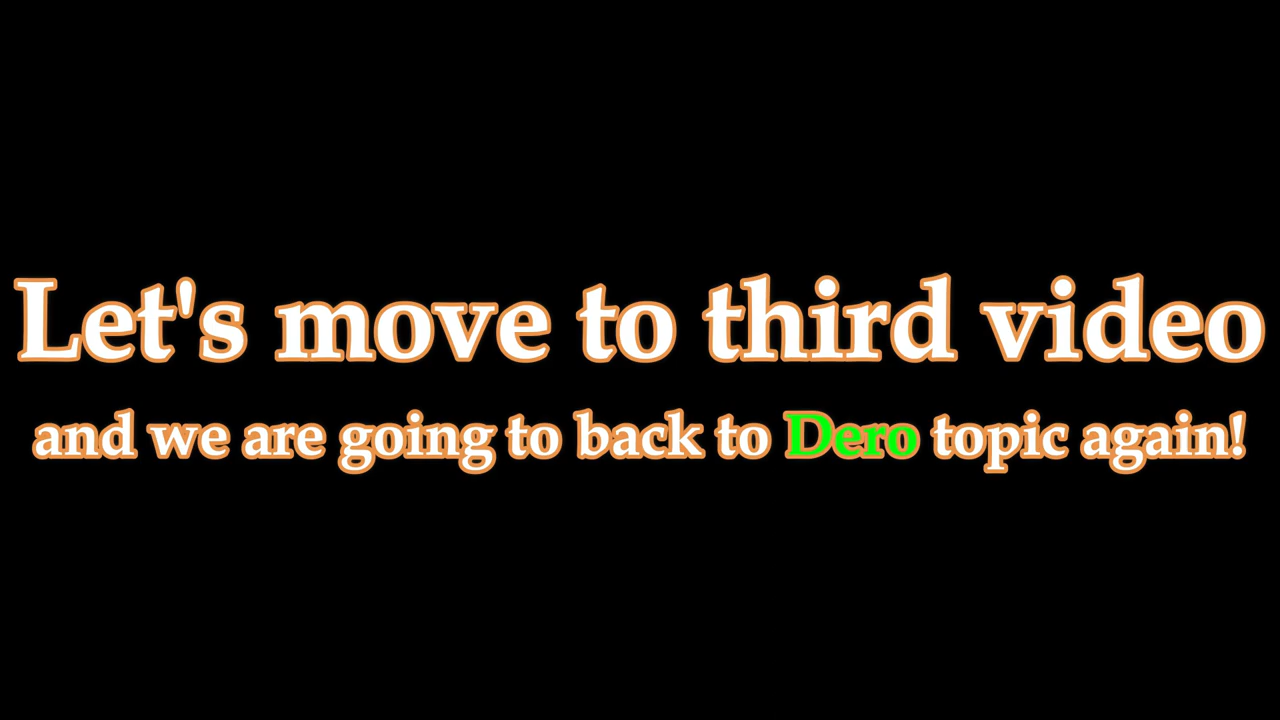 Let's move to third video
and we are going to back to Dero topic again!